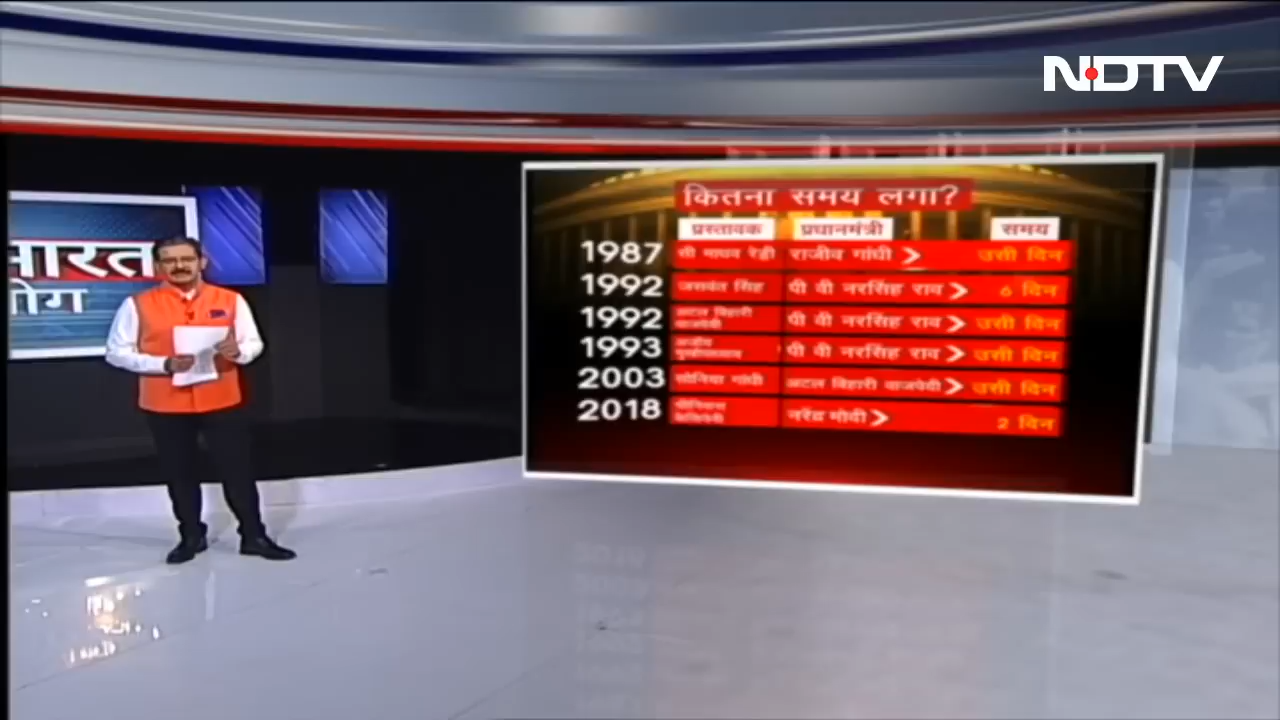 NDTV
भारत
कितना समय लगा?
प्रस्तावक प्रधानमंत्री समय
1987 सी माधव रेड्डी राजीव गांधी उसी दिन
1992 जसवंत सिंह पी वी नरसिंह राव 6 दिन
1992 अटल बिहारी वाजपेयी पी वी नरसिंह राव उसी दिन
1993 पी वी नरसिंह राव उसी दिन
2003 सोनिया गांधी अटल बिहारी वाजपेयी उसी दिन
2018 नरेंद्र मोदी 2 दिन